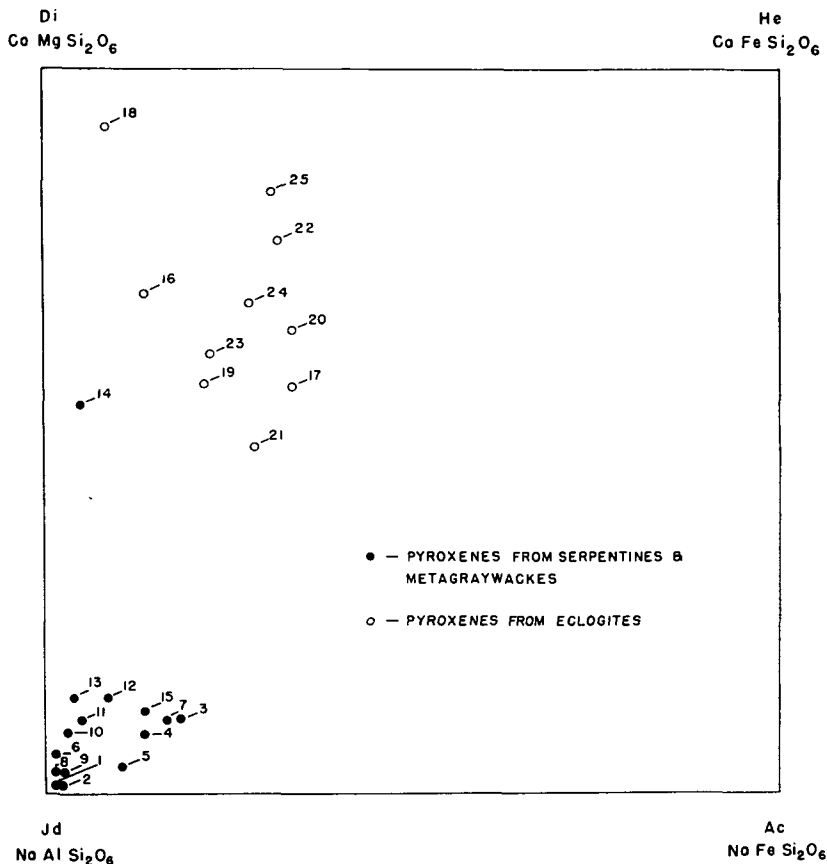 Di He
Ca Mg Si2O6 Ca Fe Si2O6
18
25
22
16
24
20
23
19 17
14
21
● — PYROXENES FROM SERPENTINES &
METAGRAYWACKES
○ — PYROXENES FROM ECLOGITES
13 12
15
7 3
11
10 4
6
8 9 1 5
2
Jd Ac
Na Al Si2O6 Na Fe Si2O6